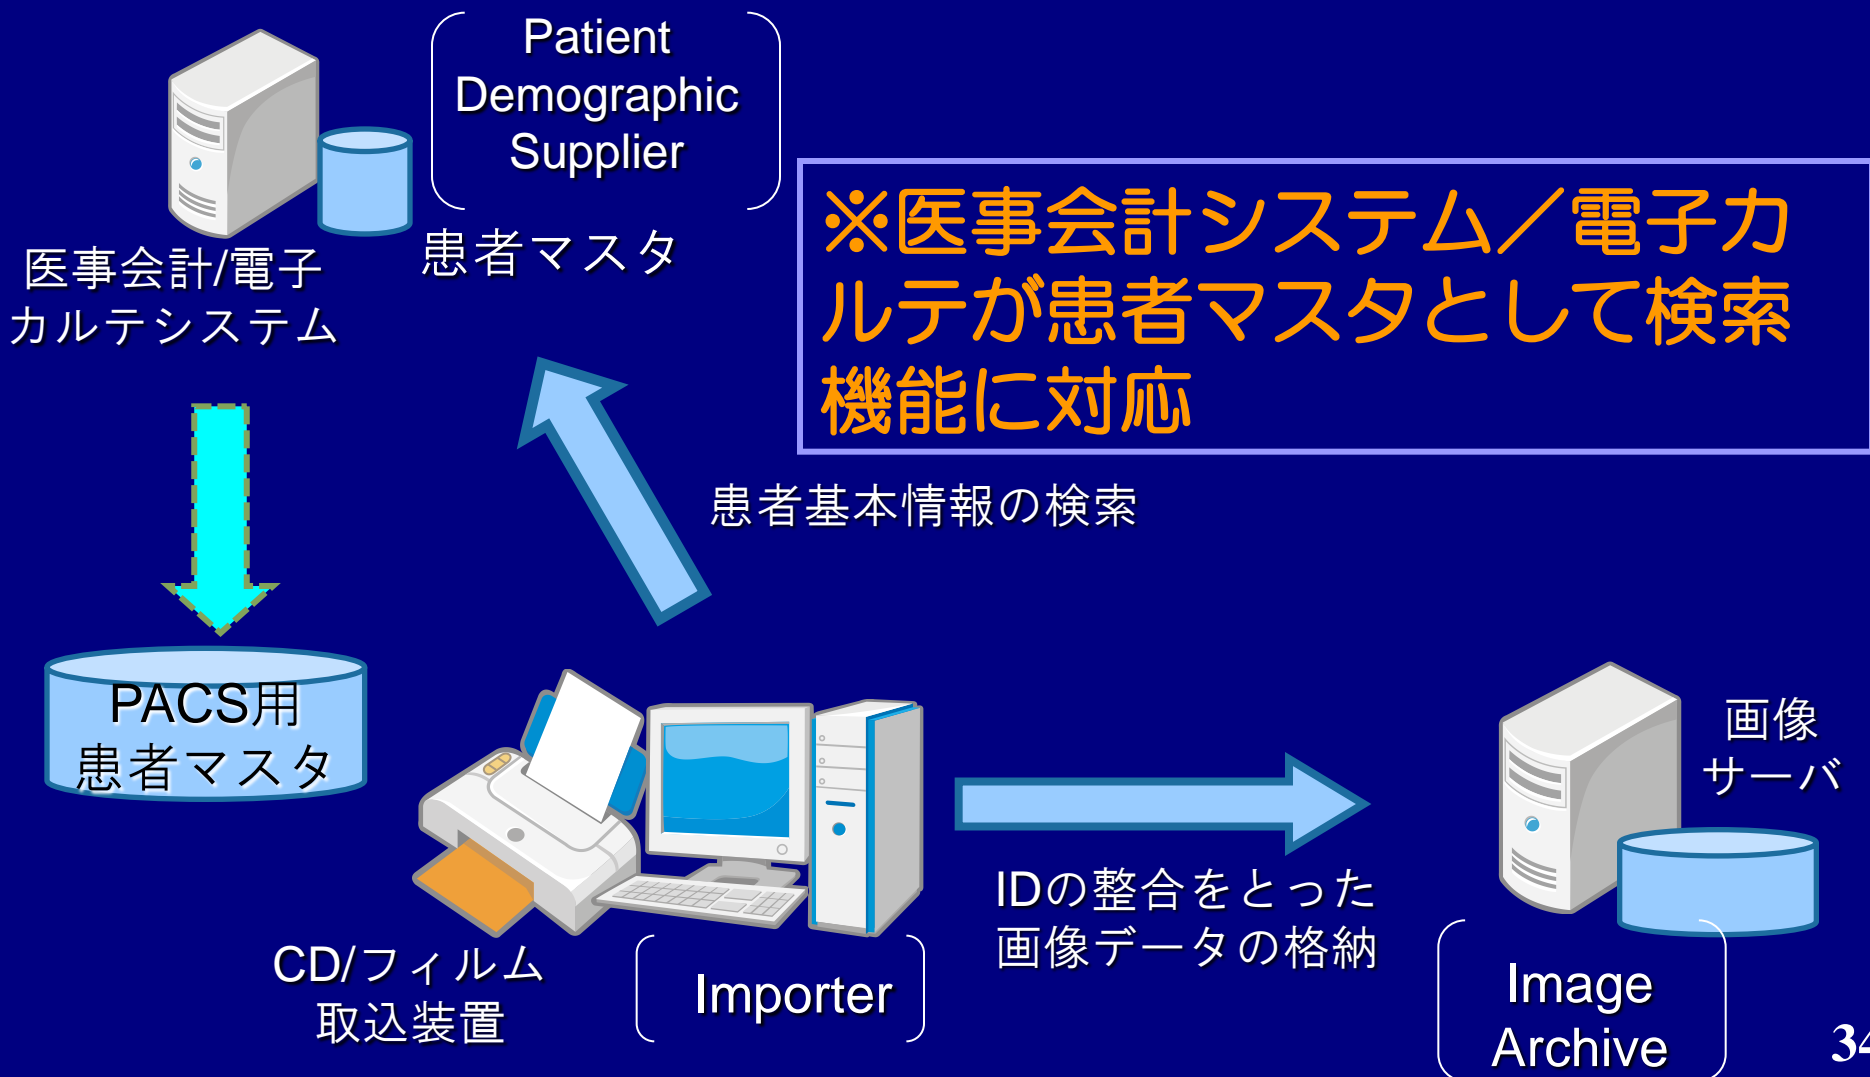 Patient
Demographic
Supplier
患者マスタ
医事会計/電子
カルテシステム
※医事会計システム／電子カ
ルテが患者マスタとして検索
機能に対応
患者基本情報の検索
PACS用
患者マスタ
画像
サーバ
IDの整合をとった
画像データの格納
CD/フィルム
取込装置
Importer
Image
Archive
34